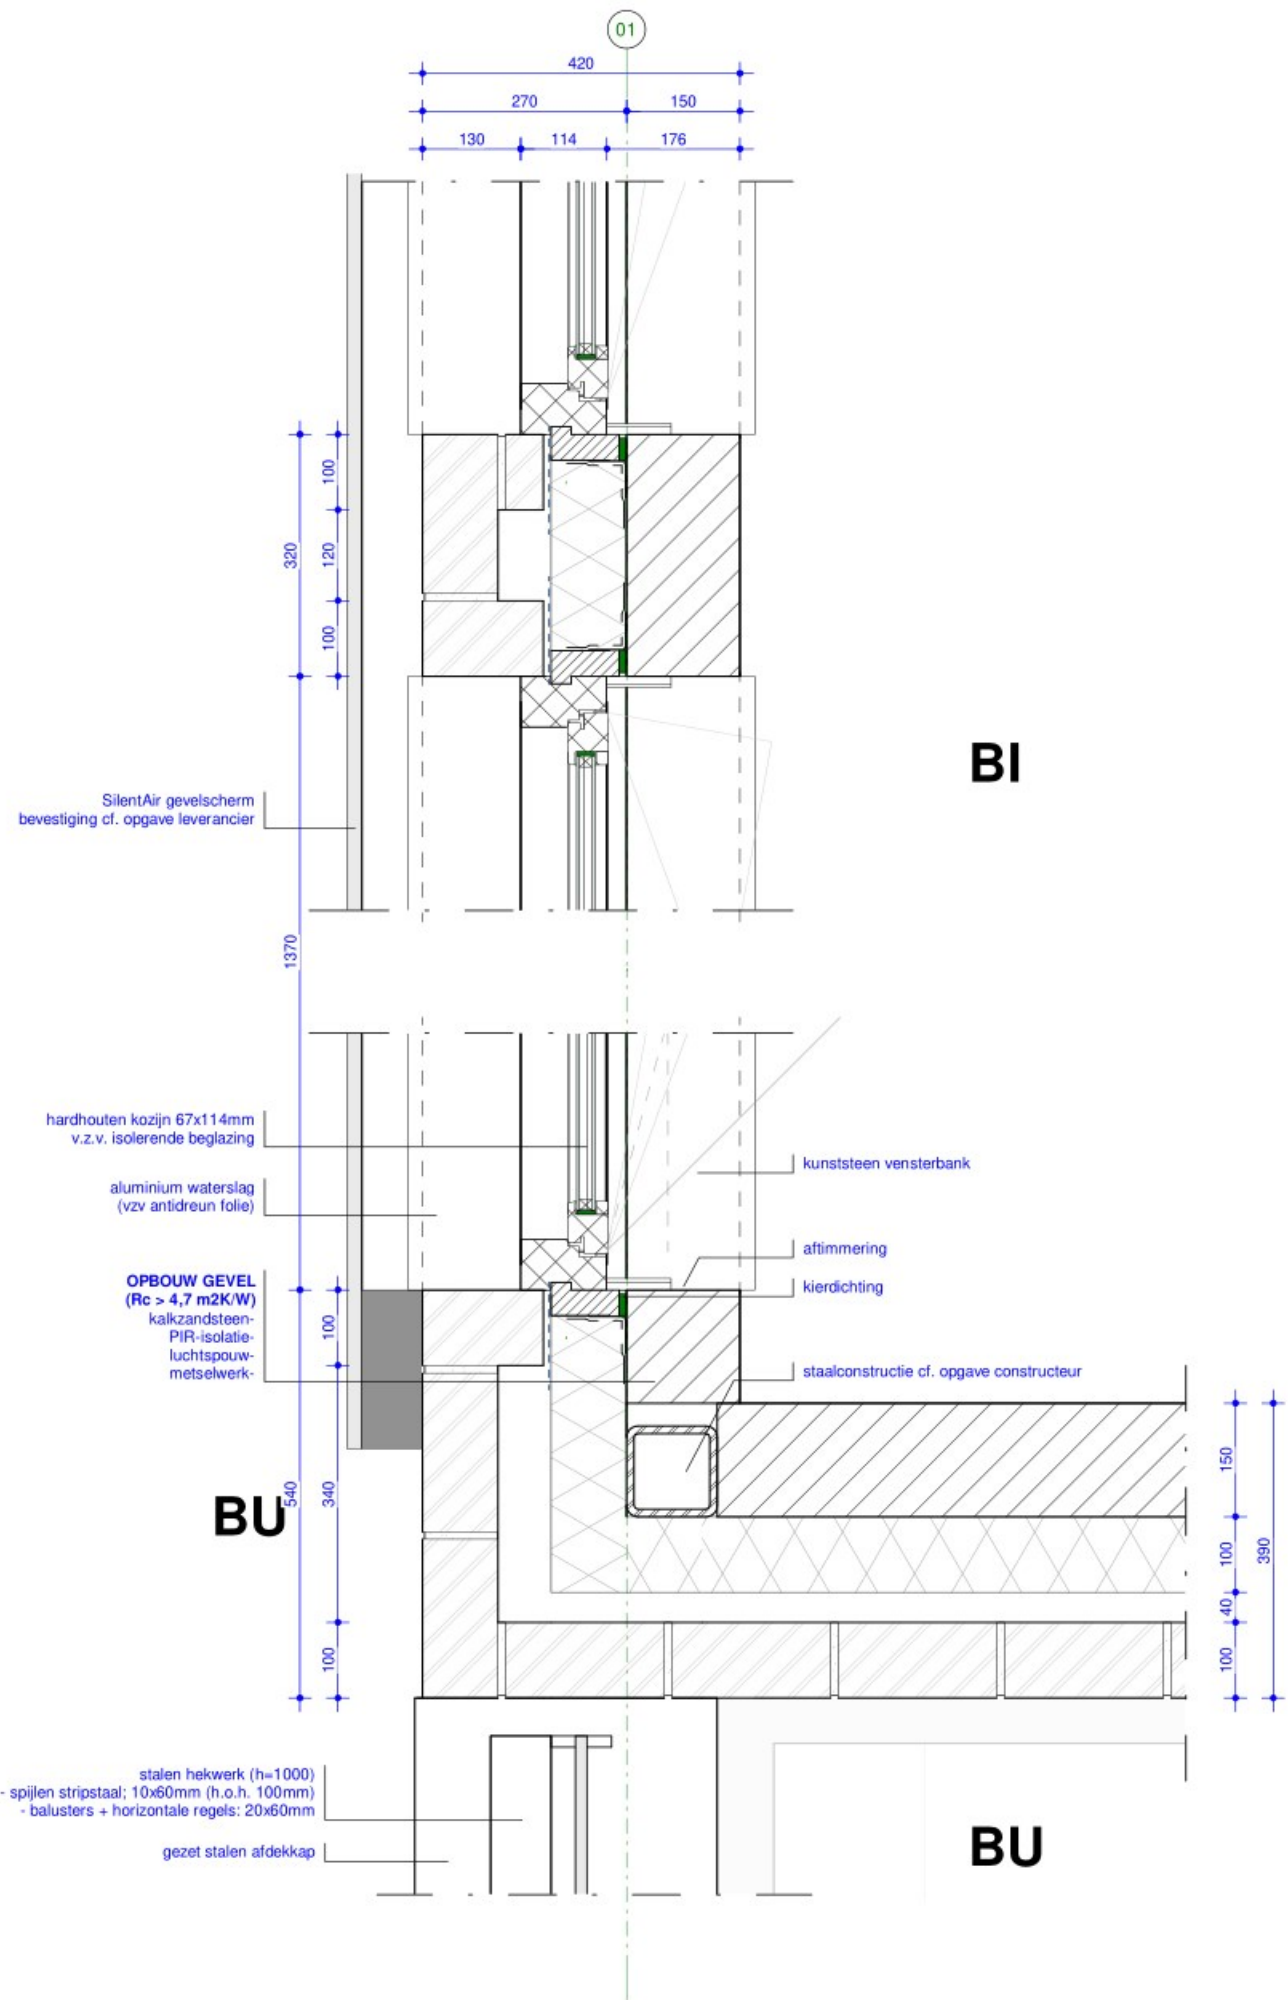 01
420
270
150
130
114
176
100
320
120
100
BI
SilentAir gevelscherm
bevestiging cf. opgave leverancier
1370
hardhouten kozijn 67x114mm
v.z.v. isolerende beglazing
kunststeen vensterbank
aluminium waterslag
(vzv antidreun folie)
aftimmering
OPBOUW GEVEL
(Rc > 4,7 m2K/W)
kalkzandsteen-
PIR-isolatie-
luchtspouw-
metselwerk-
kierdichting
100
staalconstructie cf. opgave constructeur
150
BU
540
340
100
390
40
100
100
stalen hekwerk (h=1000)
- spijlen stripstaal; 10x60mm (h.o.h. 100mm)
- balusters + horizontale regels: 20x60mm
gezet stalen afdekkap
BU